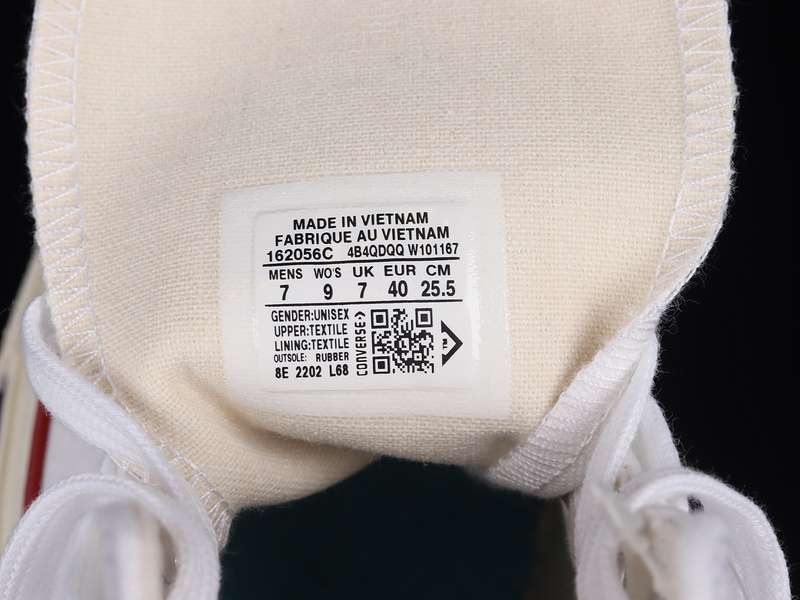 MADE IN VIETNAM
FABRIQUE AU VIETNAM
162056C 4B4QDQQ W101167
MENS WO'S UK EUR CM
7 9 7 40 25.5
GENDER:UNISEX
UPPER:TEXTILE
LINING:TEXTILE
OUTSOLE: RUBBER
8E 2202 L68
CONVERSE
TM